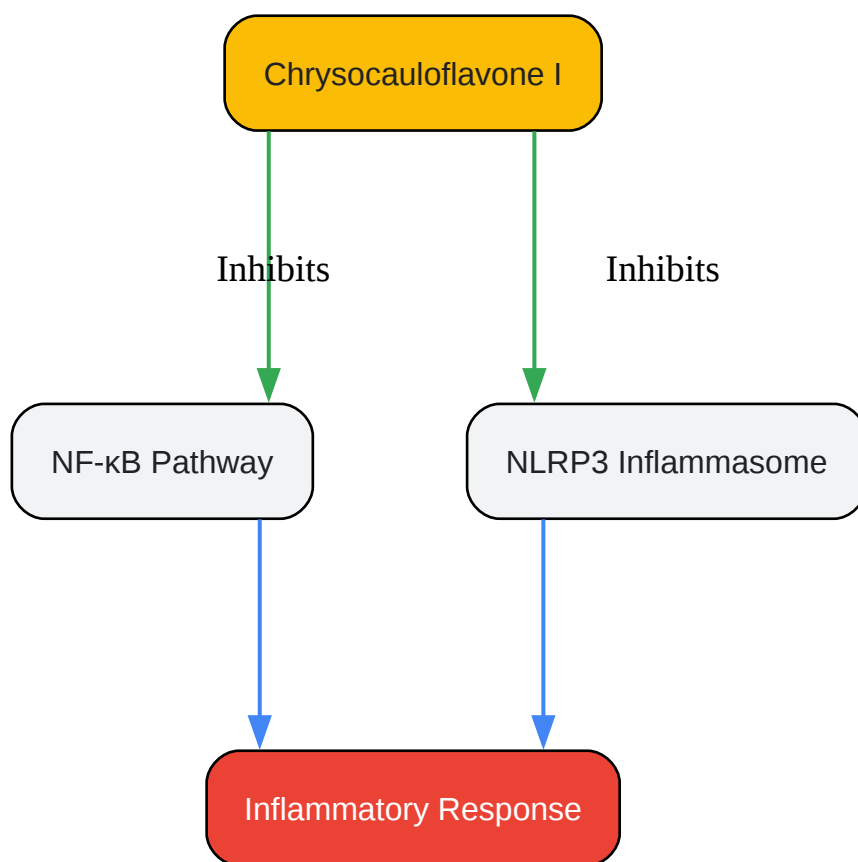 Chrysocauloflavone I
Inhibits
Inhibits
NF-κB Pathway
NLRP3 Inflammasome
Inflammatory Response